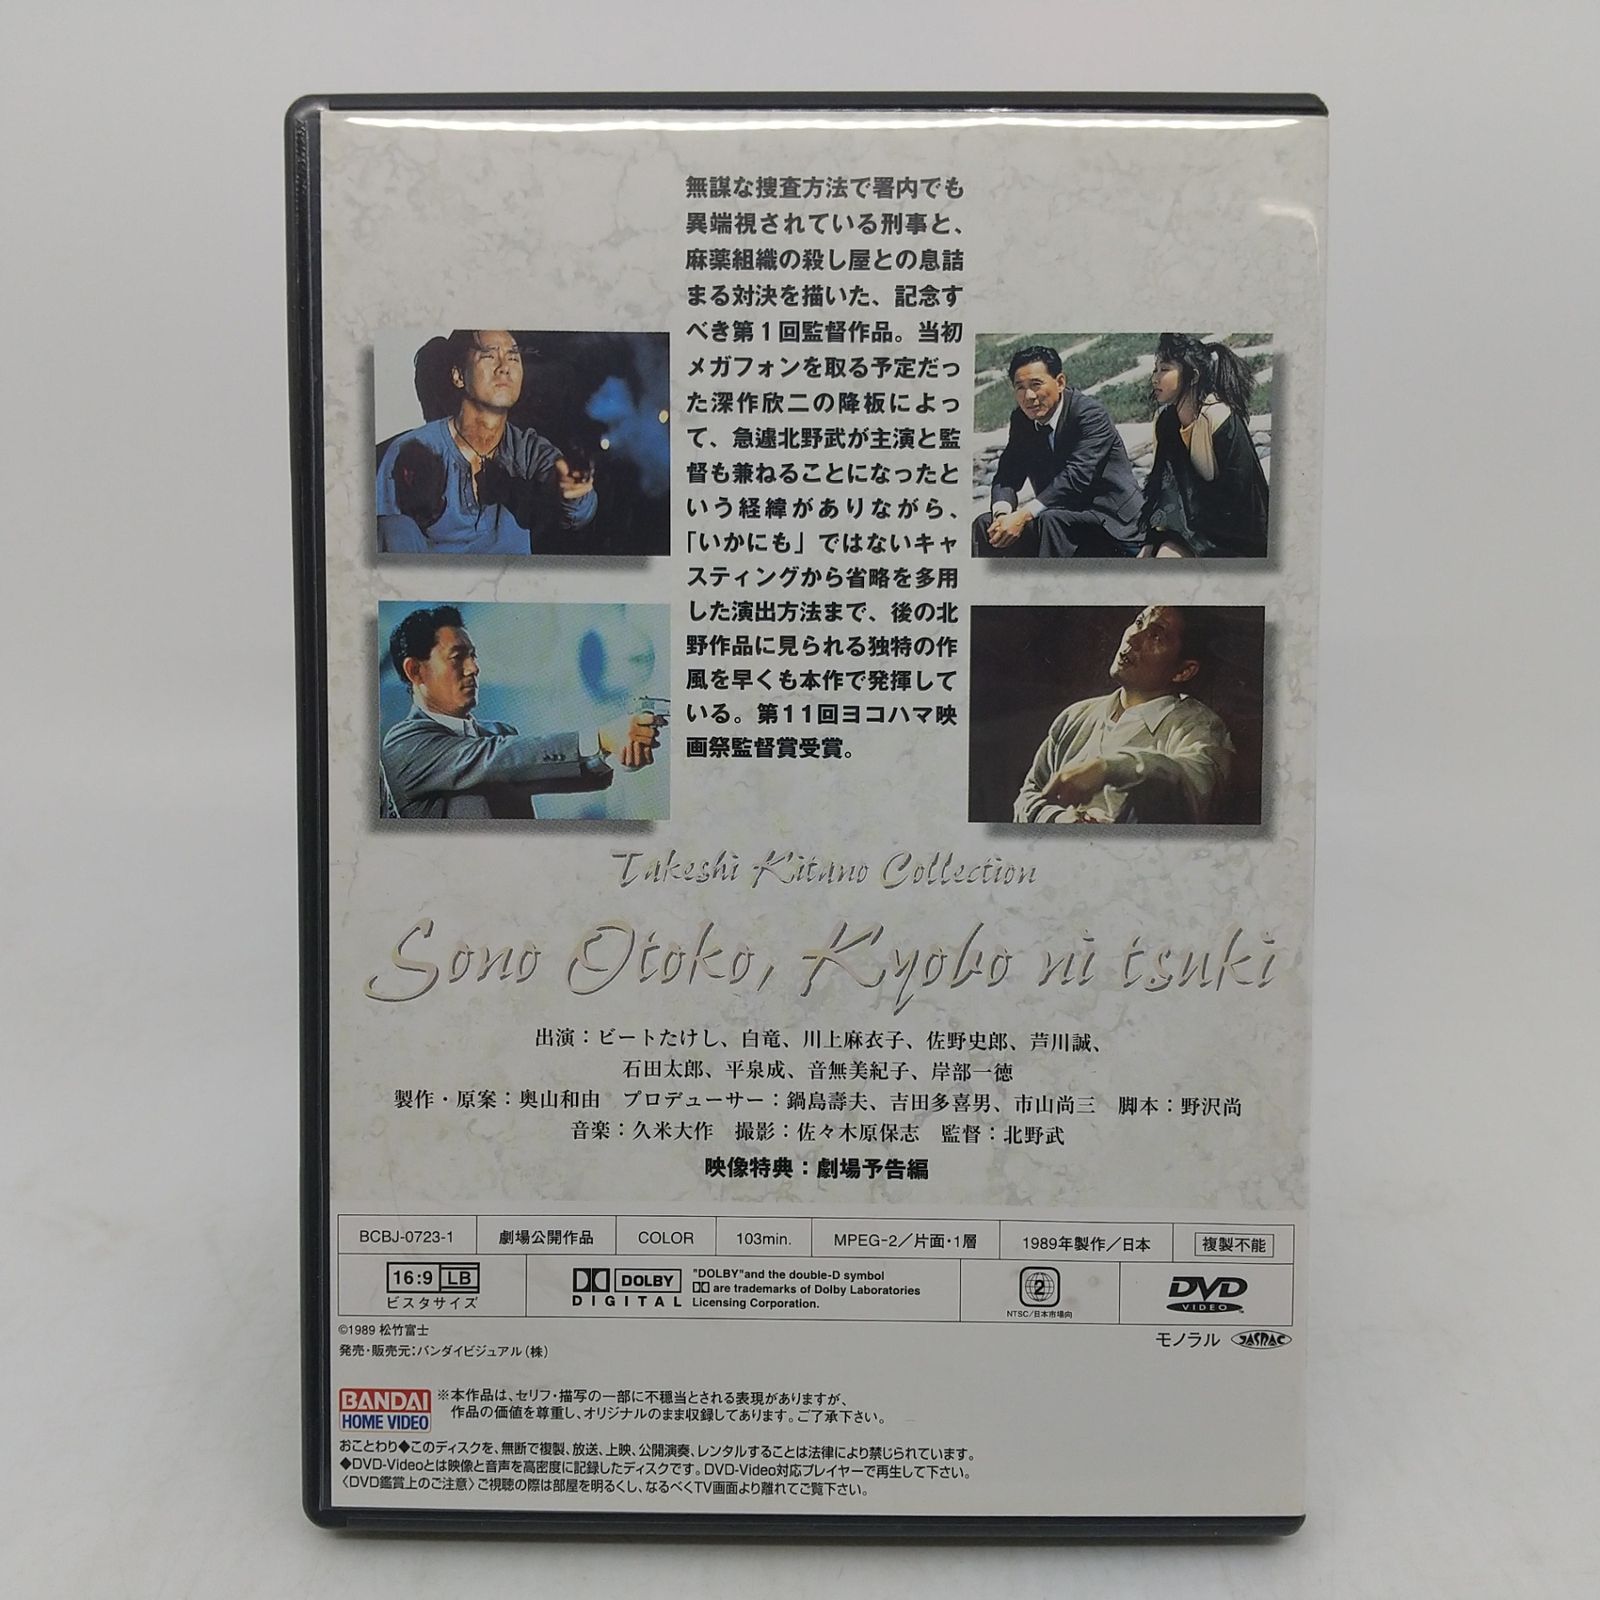 無謀な捜査方法で署内でも
異端視されている刑事と、
麻薬組織の殺し屋との息詰
まる対決を描いた、記念す
べき第1回監督作品。当初
メガフォンを取る予定だっ
た深作欣二の降板によっ
て、急遽北野武が主演と監
督も兼ねることになったと
いう経緯がありながら、
「いかにも」ではないキャ
スティングから省略を多用
した演出方法まで、後の北
野作品に見られる独特の作
風を早くも本作で発揮して
いる。第11回ヨコハマ映
画祭監督賞受賞。
Takeshi Kitano Collection
Sono Otoko, Kyobo ni tsuki
出演：ビートたけし、白竜、川上麻衣子、佐野史郎、芦川誠、
石田太郎、平泉成、音無美紀子、岸部一徳
製作・原案：奥山和由　プロデューサー：鍋島壽夫、吉田多喜男、市山尚三　脚本：野沢尚
音楽：久米大作　撮影：佐々木原保志　監督：北野武
映像特典：劇場予告編
BCBJ-0723-1 劇場公開作品 COLOR 103min. MPEG-2／片面・1層 1989年製作／日本 複製不能
16:9 LB
ビスタサイズ
DOLBY
DIGITAL
"DOLBY"and the double-D symbol
are trademarks of Dolby Laboratories
Licensing Corporation.
2
NTSC/日本市場向
DVD
VIDEO
©1989 松竹富士
発売・販売元：バンダイビジュアル（株）
モノラル JASRAC
BANDAI
HOME VIDEO
※本作品は、セリフ・描写の一部に不穏当とされる表現がありますが、
作品の価値を尊重し、オリジナルのまま収録してあります。ご了承下さい。
おことわり◆このディスクを、無断で複製、放送、上映、公開演奏、レンタルすることは法律により禁じられています。
◆DVD-Videoとは映像と音声を高密度に記録したディスクです。DVD-Video対応プレイヤーで再生して下さい。
〈DVD鑑賞上のご注意〉ご視聴の際は部屋を明るくし、なるべくTV画面より離れてご覧下さい。